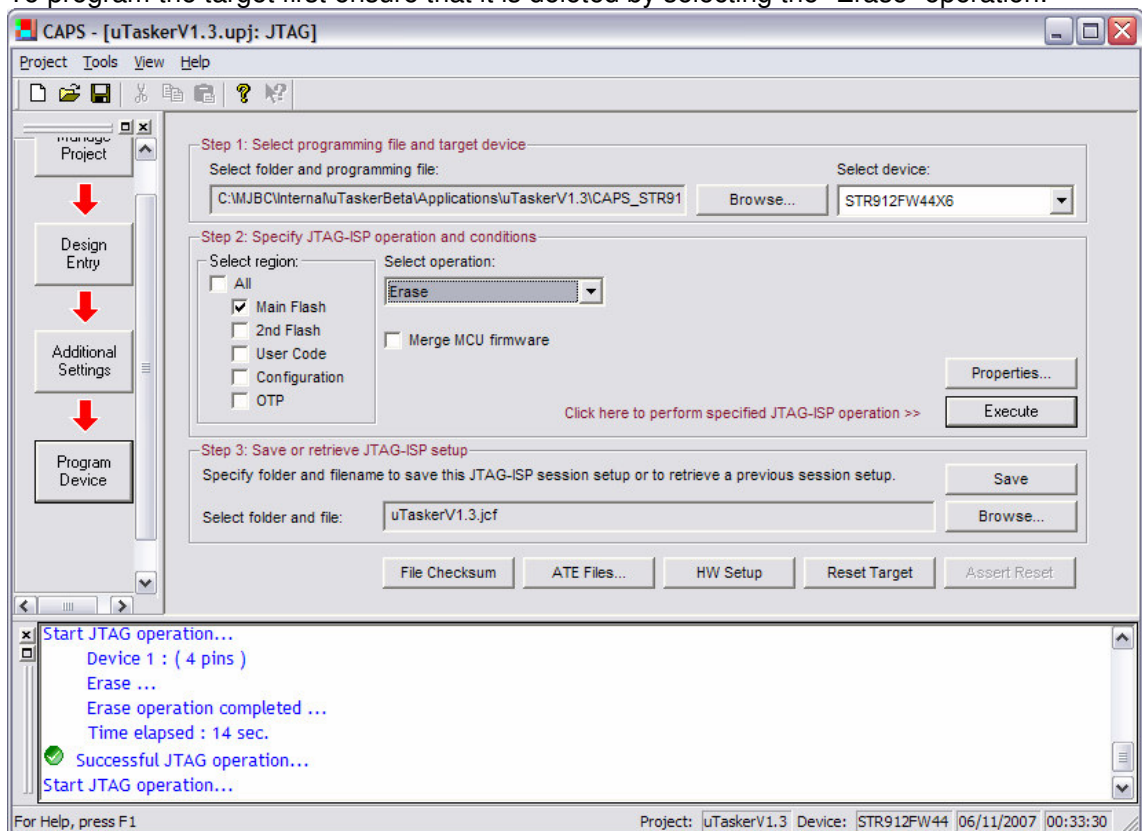 To program the target first ensure that it is deleted by selecting the "Erase" operation.
CAPS - [uTaskerV1.3.upj: JTAG]
Project Tools View Help
Manage
Project
Design
Entry
Additional
Settings
Program
Device
Step 1: Select programming file and target device
Select folder and programming file:
Select device:
C:\MJBC\Internal\uTaskerBeta\Applications\uTaskerV1.3\CAPS_STR91
Browse...
STR912FW44X6
Step 2: Specify JTAG-ISP operation and conditions
Select region:
Select operation:
All
Erase
Main Flash
2nd Flash
Merge MCU firmware
User Code
Configuration
Properties...
OTP
Click here to perform specified JTAG-ISP operation >>
Execute
Step 3: Save or retrieve JTAG-ISP setup
Specify folder and filename to save this JTAG-ISP session setup or to retrieve a previous session setup.
Save
Select folder and file:
uTaskerV1.3.jcf
Browse...
File Checksum
ATE Files...
HW Setup
Reset Target
Assert Reset
Start JTAG operation...
Device 1 : ( 4 pins )
Erase ...
Erase operation completed ...
Time elapsed : 14 sec.
Successful JTAG operation...
Start JTAG operation...
For Help, press F1
Project: uTaskerV1.3 Device: STR912FW44 06/11/2007 00:33:30